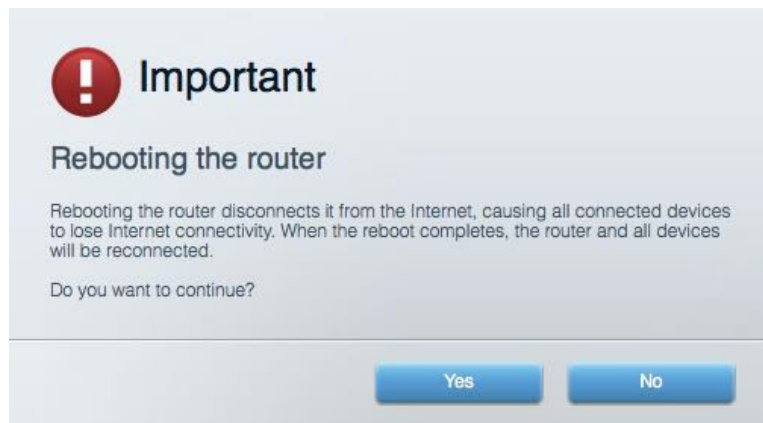 Important
Rebooting the router
Rebooting the router disconnects it from the Internet, causing all connected devices
to lose Internet connectivity. When the reboot completes, the router and all devices
will be reconnected.
Do you want to continue?
Yes
No